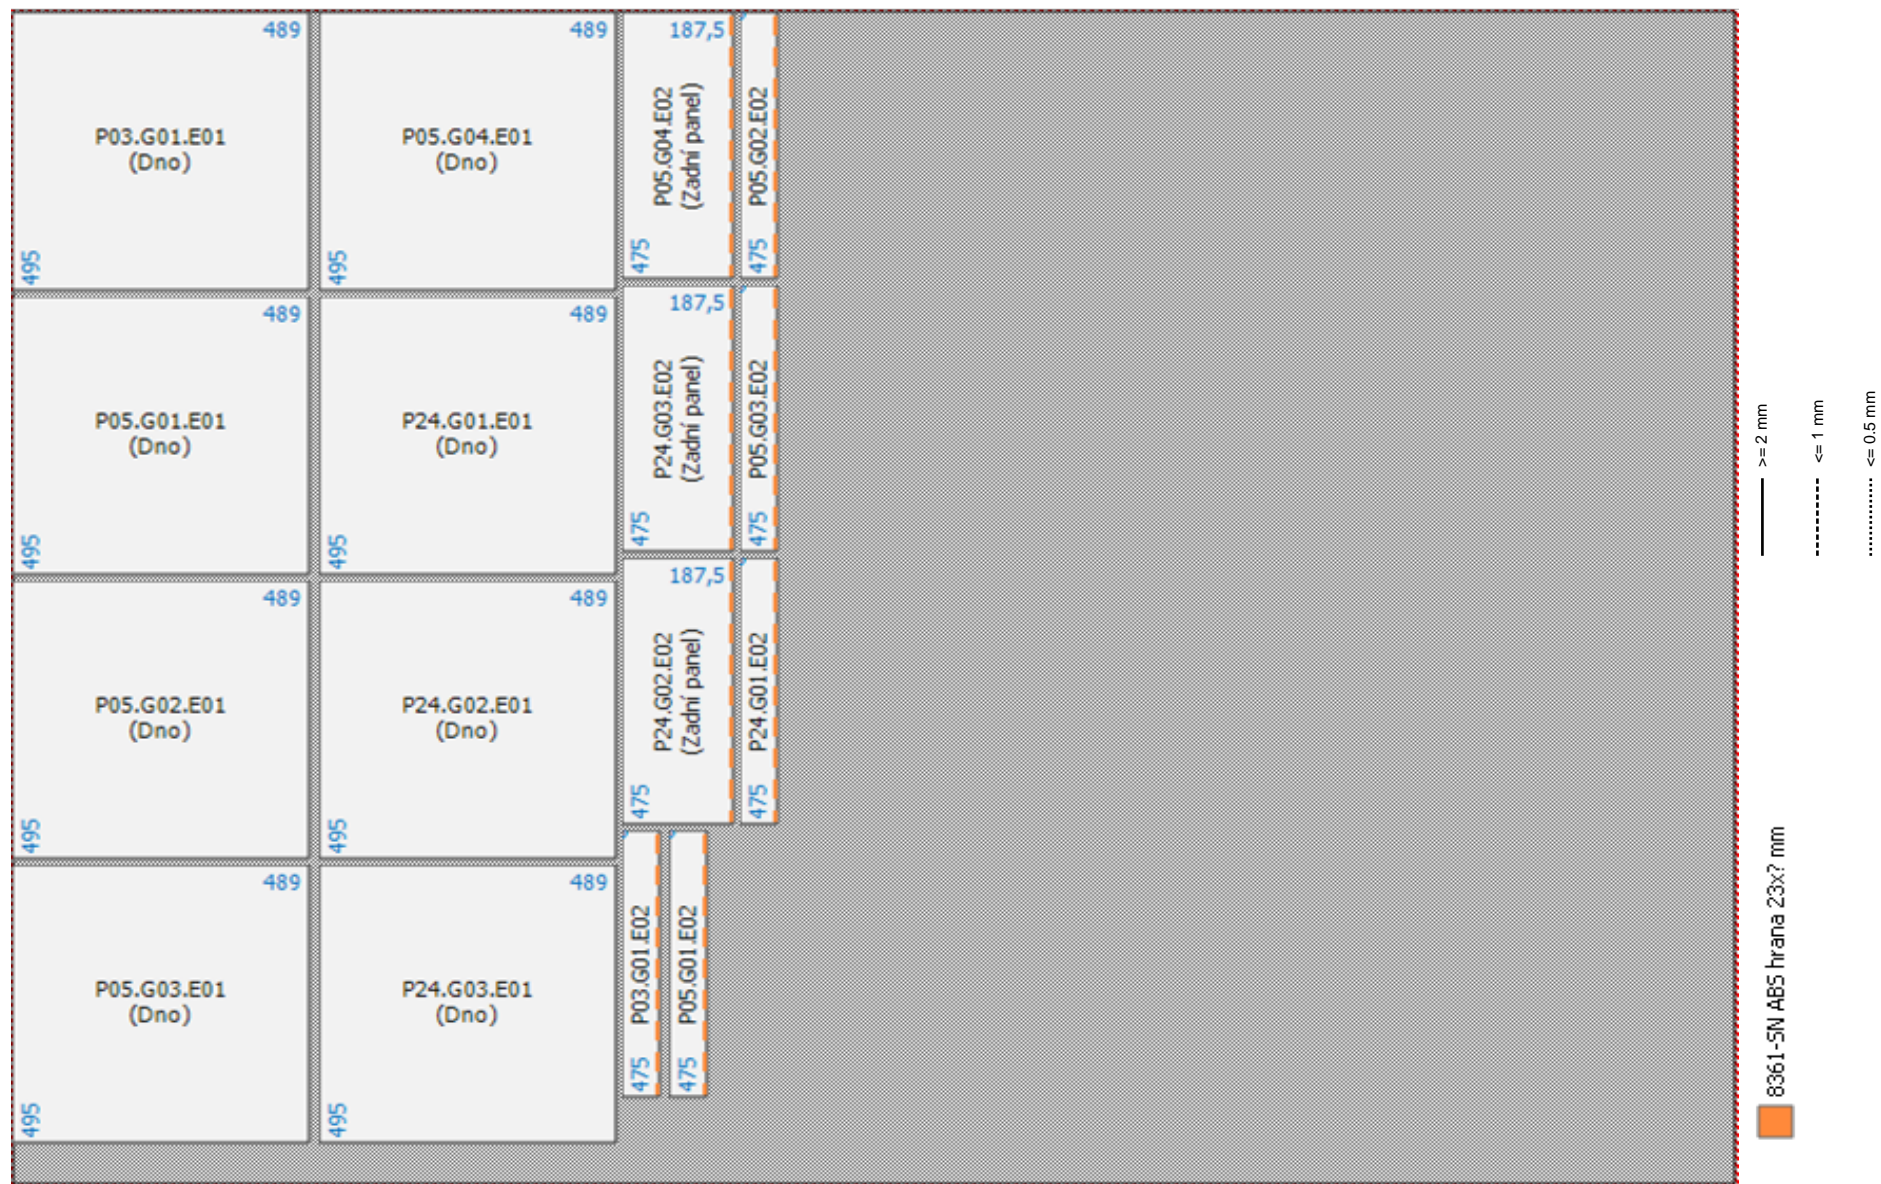 489
P03.G01.E01
(Dno)
495
489
P05.G04.E01
(Dno)
495
187,5
P05.G04.E02
(Zadní panel)
475
P05.G02.E02
475
489
P05.G01.E01
(Dno)
495
489
P24.G01.E01
(Dno)
495
187,5
P24.G03.E02
(Zadní panel)
475
P05.G03.E02
475
489
P05.G02.E01
(Dno)
495
489
P24.G02.E01
(Dno)
495
187,5
P24.G02.E02
(Zadní panel)
475
P24.G01.E02
475
489
P05.G03.E01
(Dno)
495
489
P24.G03.E01
(Dno)
495
P03.G01.E02
475
P05.G01.E02
475
>= 2 mm
<= 1 mm
<= 0.5 mm
8361-SN ABS hrana 23x? mm